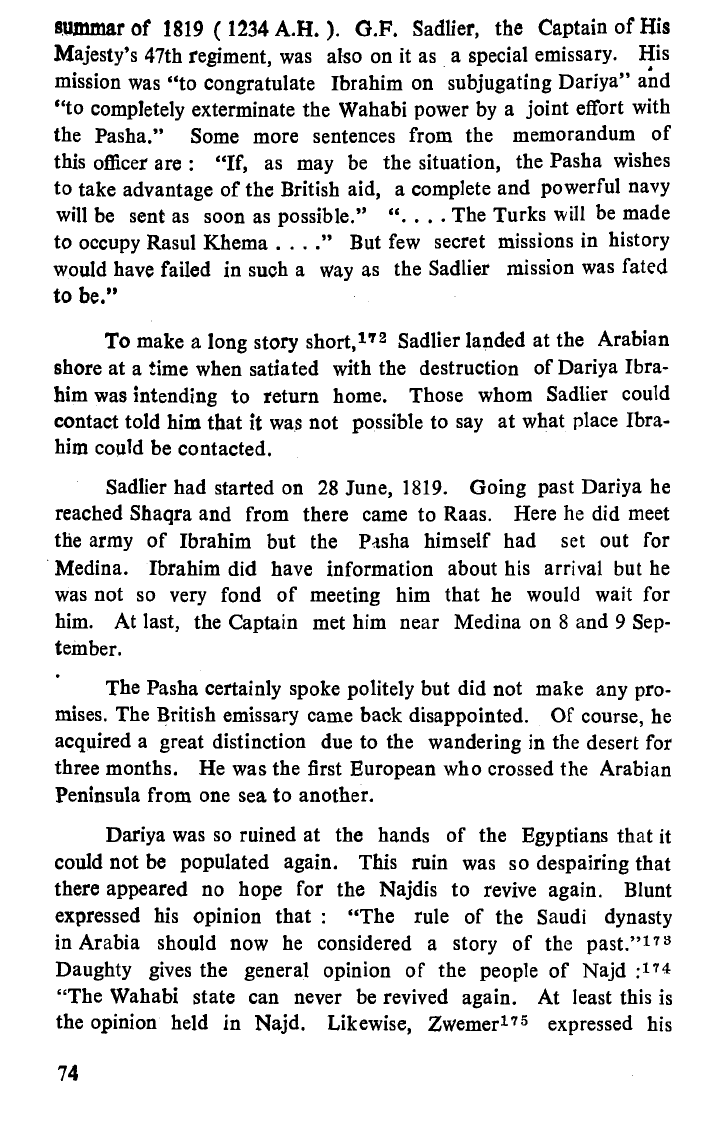 summar of 1819 ( 1234 A.H. ). G.F. Sadlier, the Captain of His
Majesty's 47th regiment, was also on it as a special emissary. His
mission was “to congratulate Ibrahim on subjugating Dariya” and
“to completely exterminate the Wahabi power by a joint effort with
the Pasha.” Some more sentences from the memorandum of
this officer are : “If, as may be the situation, the Pasha wishes
to take advantage of the British aid, a complete and powerful navy
will be sent as soon as possible.” “. . . . The Turks will be made
to occupy Rasul Khema . . . .” But few secret missions in history
would have failed in such a way as the Sadlier mission was fated
to be.”
To make a long story short,¹⁷² Sadlier landed at the Arabian
shore at a time when satiated with the destruction of Dariya Ibra-
him was intending to return home. Those whom Sadlier could
contact told him that it was not possible to say at what place Ibra-
him could be contacted.
Sadlier had started on 28 June, 1819. Going past Dariya he
reached Shaqra and from there came to Raas. Here he did meet
the army of Ibrahim but the Pasha himself had set out for
Medina. Ibrahim did have information about his arrival but he
was not so very fond of meeting him that he would wait for
him. At last, the Captain met him near Medina on 8 and 9 Sep-
tember.
The Pasha certainly spoke politely but did not make any pro-
mises. The British emissary came back disappointed. Of course, he
acquired a great distinction due to the wandering in the desert for
three months. He was the first European who crossed the Arabian
Peninsula from one sea to another.
Dariya was so ruined at the hands of the Egyptians that it
could not be populated again. This ruin was so despairing that
there appeared no hope for the Najdis to revive again. Blunt
expressed his opinion that : “The rule of the Saudi dynasty
in Arabia should now he considered a story of the past.”¹⁷³
Daughty gives the general opinion of the people of Najd :¹⁷⁴
“The Wahabi state can never be revived again. At least this is
the opinion held in Najd. Likewise, Zwemer¹⁷⁵ expressed his
74